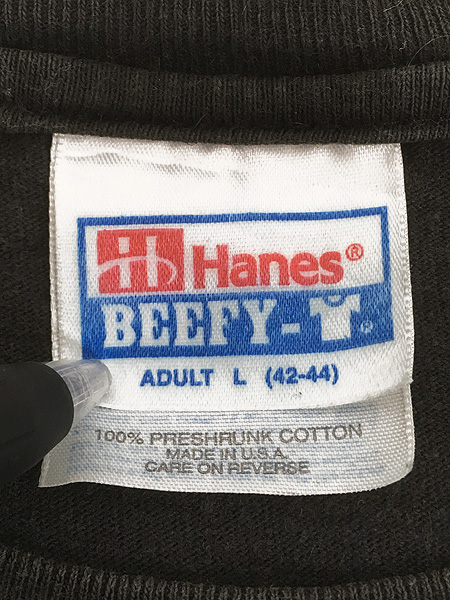 H Hanes®
BEEFY-T®
ADULT L (42-44)
100% PRESHRUNK COTTON
MADE IN U.S.A.
CARE ON REVERSE